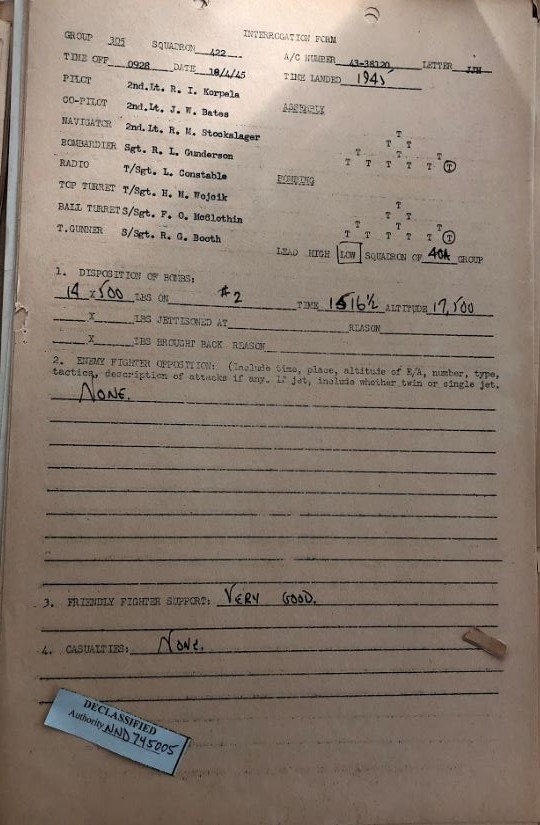 INTERROGATION FORM
GROUP 305 SQUADRON 422 A/C NUMBER 43-38120 LETTER JJH
TIME OFF 0928 DATE 10/4/45 TIME LANDED 1945
PILOT 2nd.Lt. R. I. Korpela
CO-PILOT 2nd.Lt. J. W. Bates ASSEMBLY
NAVIGATOR 2nd.Lt. R. M. Stockslager
T
T T
BOMBARDIER Sgt. R. L. Gunderson
T T T
T T T T T T
RADIO T/Sgt. L. Constable
BOMBING
TOP TURRET T/Sgt. H. M. Wojcik
T
T T
BALL TURRET S/Sgt. F. O. McGlothin
T T T
T T T T T T
T.GUNNER S/Sgt. R. G. Booth
LEAD HIGH LOW SQUADRON OF 40A GROUP
1. DISPOSITION OF BOMBS:
14 X 500 LBS ON #2 TIME 1516½ ALTITUDE 17,500
X LBS JETTISONED AT REASON
X LBS BROUGHT BACK REASON
2. ENEMY FIGHTER OPPOSITION: (Include time, place, altitude of E/A, number, type,
tactics, description of attacks if any. If jet, include whether twin or single jet.
NONE.
3. FRIENDLY FIGHTER SUPPORT: VERY GOOD.
4. CASUALTIES: NONE.
DECLASSIFIED
Authority NND 745005